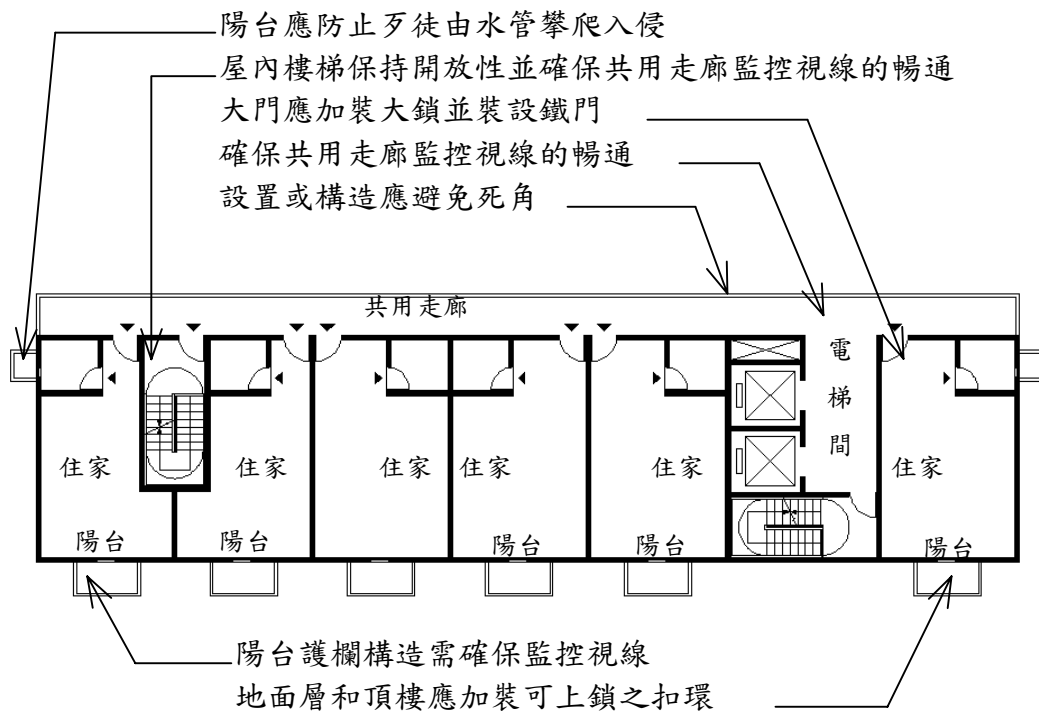 陽台應防止歹徒由水管攀爬入侵
屋內樓梯保持開放性並確保共用走廊監控視線的暢通
大門應加裝大鎖並裝設鐵門
確保共用走廊監控視線的暢通
設置或構造應避免死角
共用走廊
電梯間
住家
住家
住家
住家
住家
住家
陽台
陽台
陽台
陽台
陽台
陽台護欄構造需確保監控視線
地面層和頂樓應加裝可上鎖之扣環